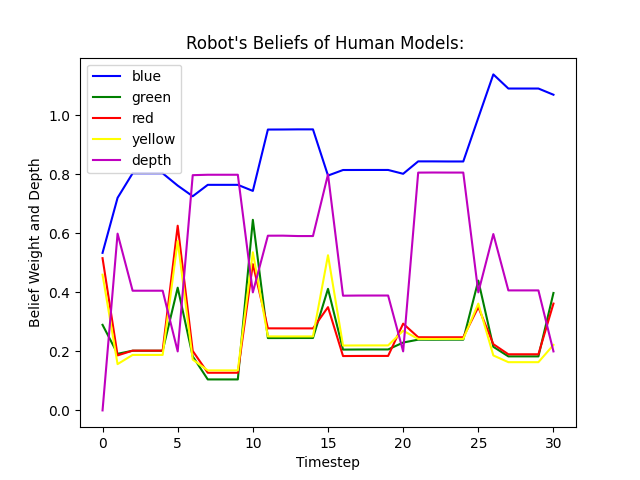 Robot's Beliefs of Human Models:
blue
green
red
yellow
depth
Belief Weight and Depth
1.0
0.8
0.6
0.4
0.2
0.0
0 5 10 15 20 25 30
Timestep